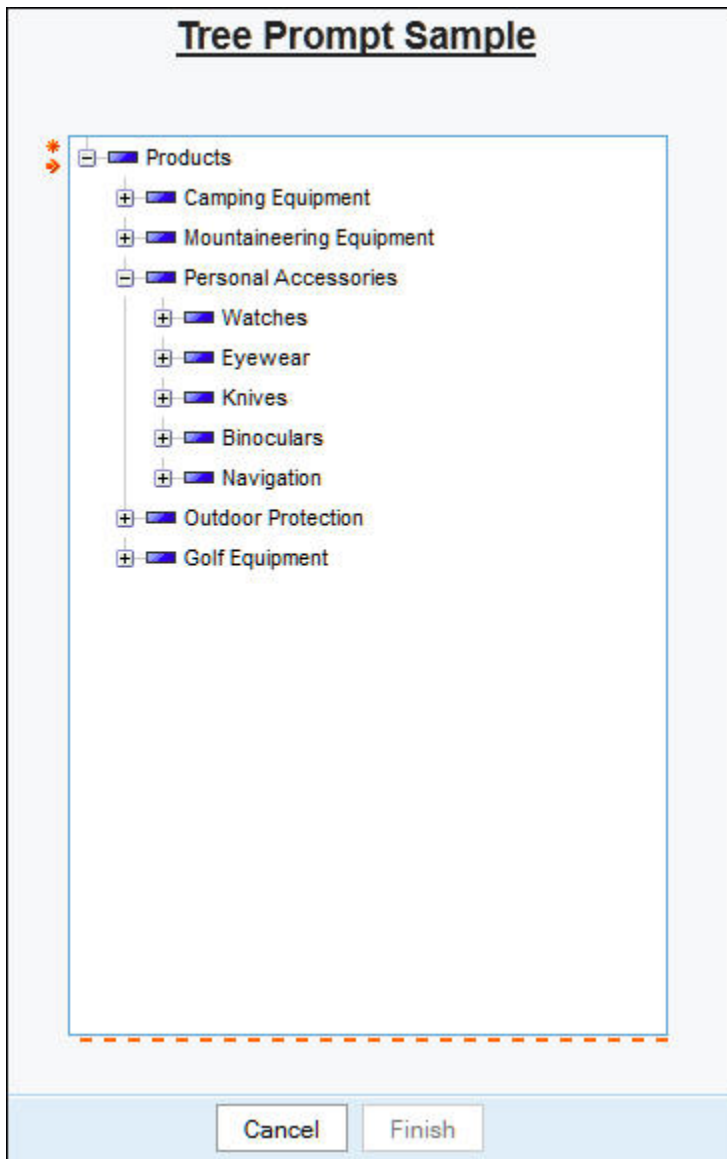 Tree Prompt Sample
Products
Camping Equipment
Mountaineering Equipment
Personal Accessories
Watches
Eyewear
Knives
Binoculars
Navigation
Outdoor Protection
Golf Equipment
Cancel Finish